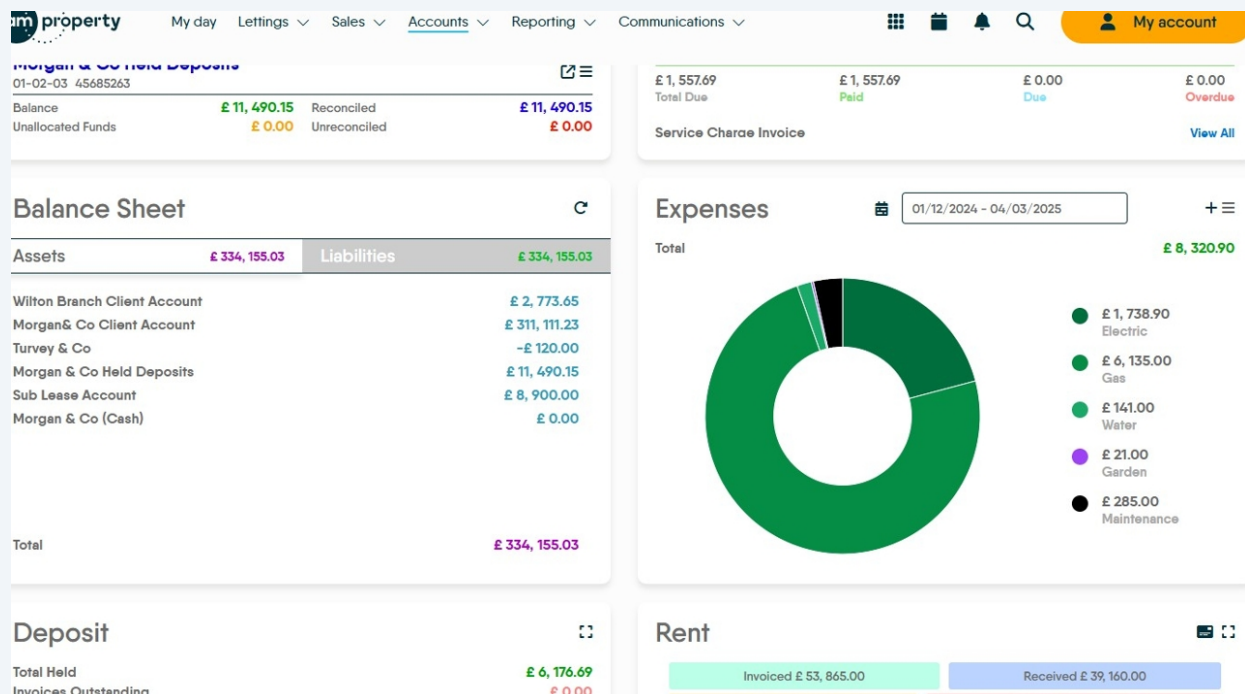 am property
My day Lettings Sales Accounts Reporting Communications My account
Morgan & Co Held Deposits
01-02-03 45685263
Balance £ 11, 490.15 Reconciled £ 11, 490.15
Unallocated Funds £ 0.00 Unreconciled £ 0.00
£ 1, 557.69 £ 1, 557.69 £ 0.00 £ 0.00
Total Due Paid Due Overdue
Service Charge Invoice View All
Balance Sheet
Assets £ 334, 155.03 Liabilities £ 334, 155.03
Wilton Branch Client Account £ 2, 773.65
Morgan& Co Client Account £ 311, 111.23
Turvey & Co -£ 120.00
Morgan & Co Held Deposits £ 11, 490.15
Sub Lease Account £ 8, 900.00
Morgan & Co (Cash) £ 0.00
Total £ 334, 155.03
Expenses 01/12/2024 - 04/03/2025
Total £ 8, 320.90
£ 1, 738.90
Electric
£ 6, 135.00
Gas
£ 141.00
Water
£ 21.00
Garden
£ 285.00
Maintenance
Deposit
Total Held £ 6, 176.69
Invoices Outstanding £ 0.00
Rent
Invoiced £ 53, 865.00 Received £ 39, 160.00